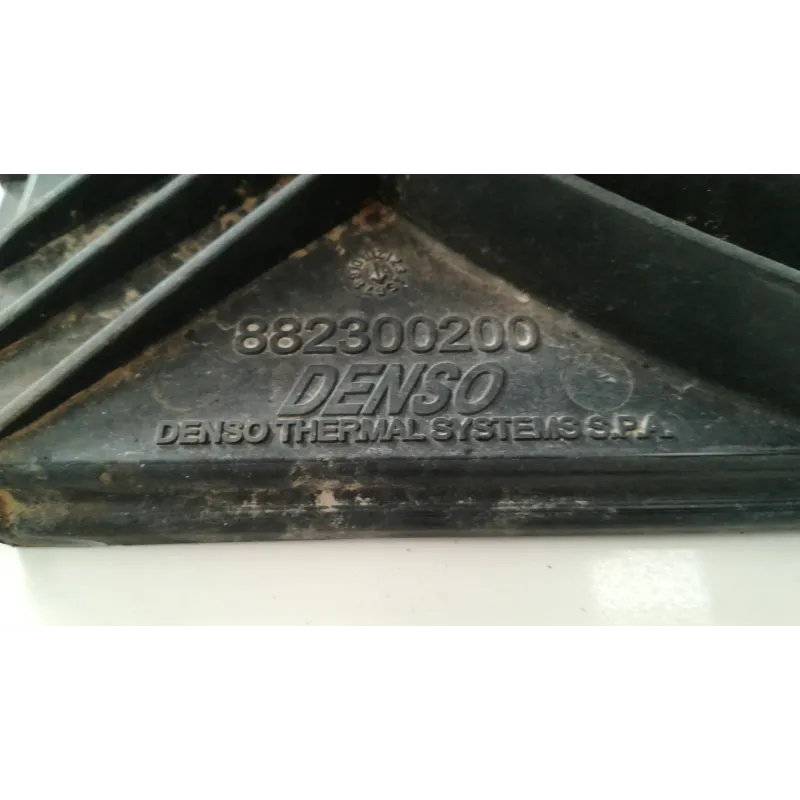 882300200
DENSO
DENSO THERMAL SYSTEMS S.P.A.